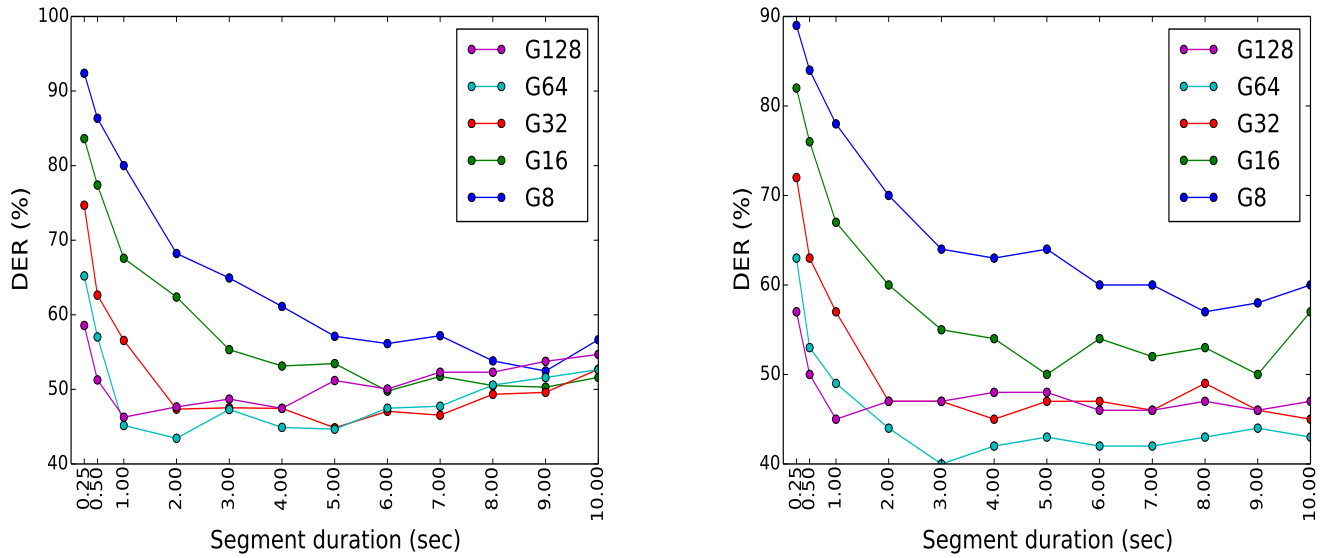 100
90
80
70
60
50
40
DER (%)
G128
G64
G32
G16
G8
0.25
0.50
1.00
2.00
3.00
4.00
5.00
6.00
7.00
8.00
9.00
10.00
Segment duration (sec)
90
80
70
60
50
40
DER (%)
G128
G64
G32
G16
G8
0.25
0.50
1.00
2.00
3.00
4.00
5.00
6.00
7.00
8.00
9.00
10.00
Segment duration (sec)